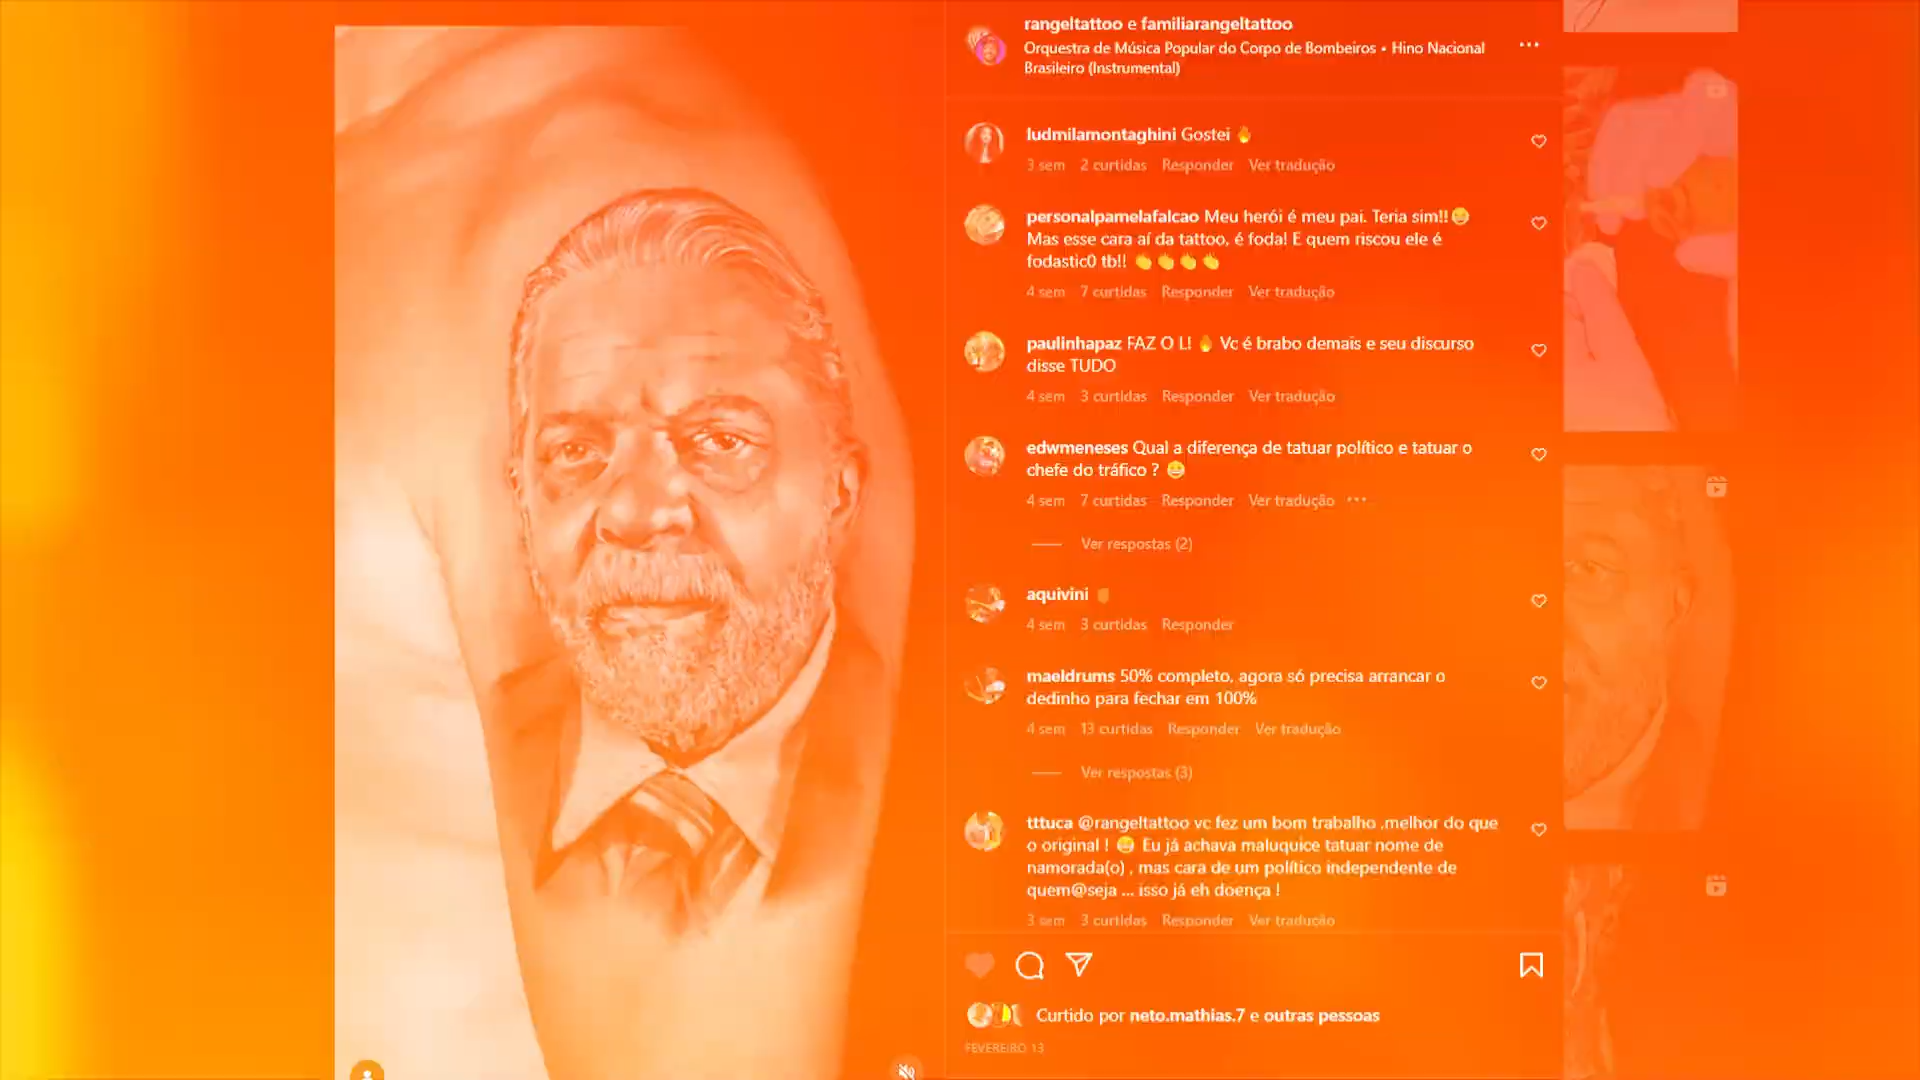 rangeltattoo e familiarangeltattoo
Orquestra de Música Popular do Corpo de Bombeiros • Hino Nacional
Brasileiro (Instrumental)
ludmilamontaghini Gostei 🔥
3 sem 2 curtidas Responder Ver tradução
personalpamelafalcao Meu herói é meu pai. Teria sim!!😂
Mas esse cara aí da tattoo, é foda! E quem riscou ele é
fodastic0 tb!! 👏👏👏👏
4 sem 7 curtidas Responder Ver tradução
paulinhapaz FAZ O L! 🔥 Vc é brabo demais e seu discurso
disse TUDO
4 sem 3 curtidas Responder Ver tradução
edwmeneses Qual a diferença de tatuar político e tatuar o
chefe do tráfico ? 😂
4 sem 7 curtidas Responder Ver tradução ...
Ver respostas (2)
aquivini
4 sem 3 curtidas Responder
maeldrums 50% completo, agora só precisa arrancar o
dedinho para fechar em 100%
4 sem 13 curtidas Responder Ver tradução
Ver respostas (3)
tttuca @rangeltattoo vc fez um bom trabalho .melhor do que
o original ! 😁 Eu já achava maluquice tatuar nome de
namorada(o) , mas cara de um político independente de
quem@seja ... isso já eh doença !
3 sem 3 curtidas Responder Ver tradução
Curtido por neto.mathias.7 e outras pessoas
FEVEREIRO 13